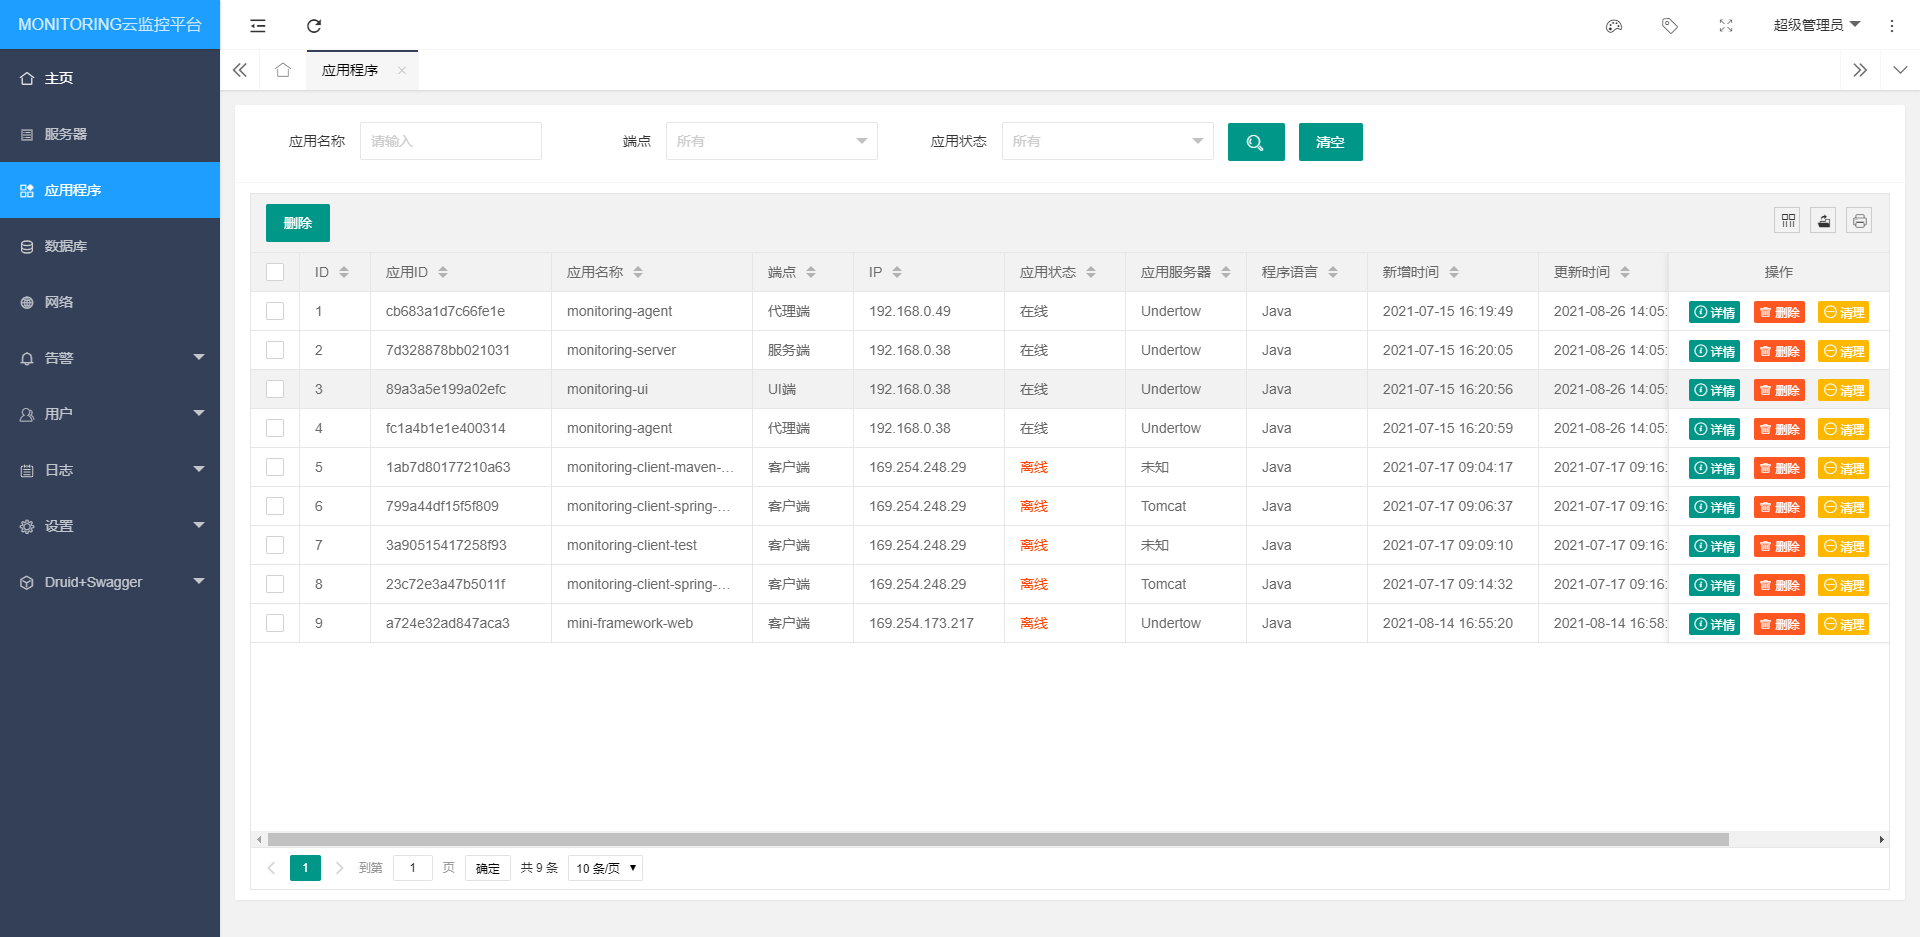 MONITORING云监控平台
超级管理员
主页
服务器
应用程序
数据库
网络
告警
用户
日志
设置
Druid+Swagger
应用程序
应用名称 请输入 端点 所有 应用状态 所有 清空
删除
ID 应用ID 应用名称 端点 IP 应用状态 应用服务器 程序语言 新增时间 更新时间 操作
1 cb683a1d7c66fe1e monitoring-agent 代理端 192.168.0.49 在线 Undertow Java 2021-07-15 16:19:49 2021-08-26 14:05: 详情 删除 清理
2 7d328878bb021031 monitoring-server 服务端 192.168.0.38 在线 Undertow Java 2021-07-15 16:20:05 2021-08-26 14:05: 详情 删除 清理
3 89a3a5e199a02efc monitoring-ui UI端 192.168.0.38 在线 Undertow Java 2021-07-15 16:20:56 2021-08-26 14:05: 详情 删除 清理
4 fc1a4b1e1e400314 monitoring-agent 代理端 192.168.0.38 在线 Undertow Java 2021-07-15 16:20:59 2021-08-26 14:05: 详情 删除 清理
5 1ab7d80177210a63 monitoring-client-maven-... 客户端 169.254.248.29 离线 未知 Java 2021-07-17 09:04:17 2021-07-17 09:16: 详情 删除 清理
6 799a44df15f5f809 monitoring-client-spring-... 客户端 169.254.248.29 离线 Tomcat Java 2021-07-17 09:06:37 2021-07-17 09:16: 详情 删除 清理
7 3a90515417258f93 monitoring-client-test 客户端 169.254.248.29 离线 未知 Java 2021-07-17 09:09:10 2021-07-17 09:16: 详情 删除 清理
8 23c72e3a47b5011f monitoring-client-spring-... 客户端 169.254.248.29 离线 Tomcat Java 2021-07-17 09:14:32 2021-07-17 09:16: 详情 删除 清理
9 a724e32ad847aca3 mini-framework-web 客户端 169.254.173.217 离线 Undertow Java 2021-08-14 16:55:20 2021-08-14 16:58: 详情 删除 清理
1 到第 1 页 确定 共 9 条 10 条/页